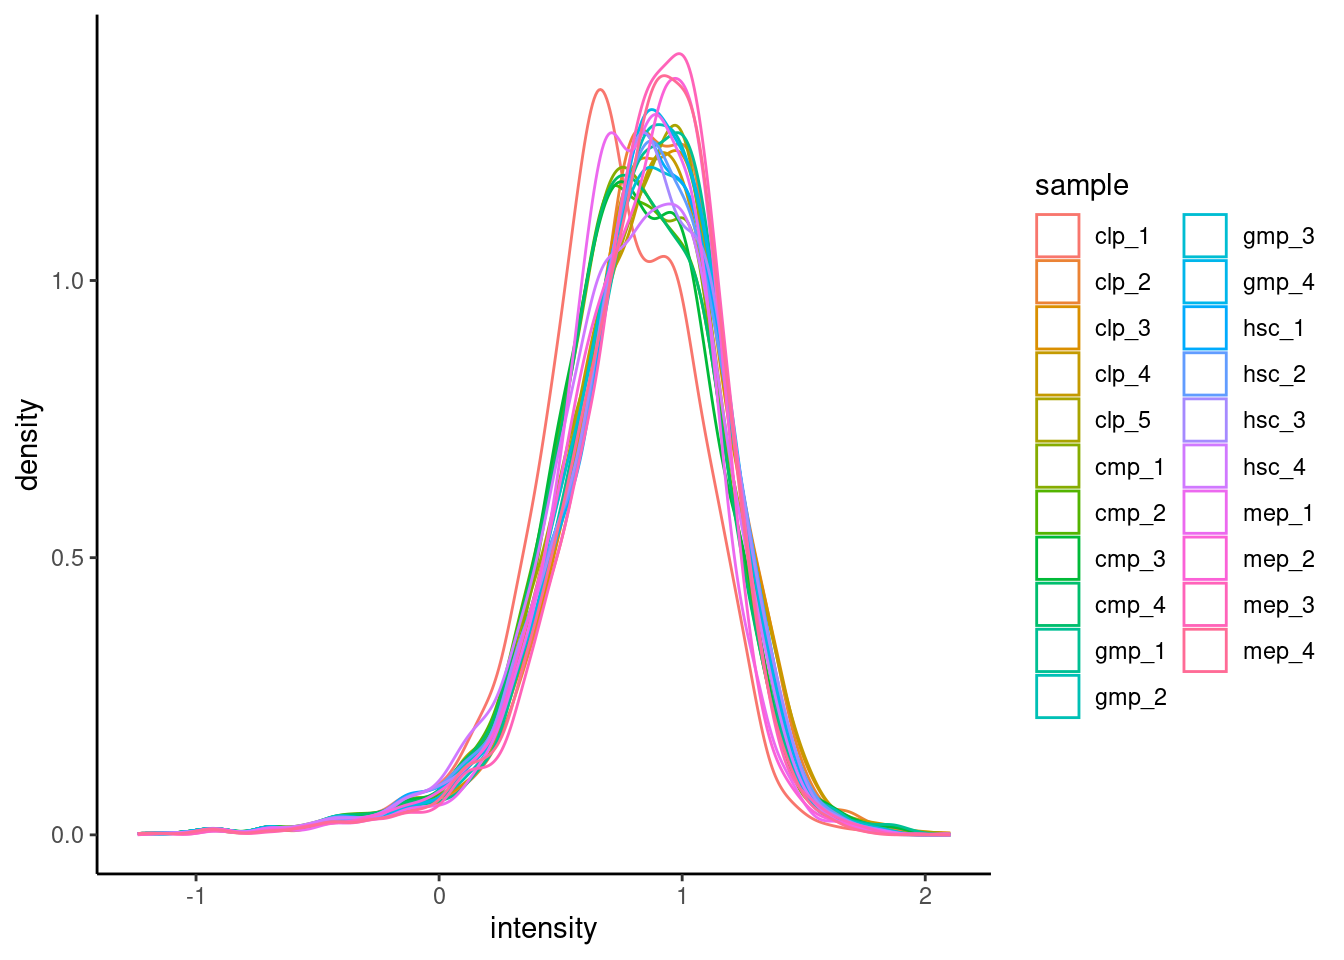 density
1.0
0.5
0.0
-1
0
1
2
intensity
sample
clp_1
clp_2
clp_3
clp_4
clp_5
cmp_1
cmp_2
cmp_3
cmp_4
gmp_1
gmp_2
gmp_3
gmp_4
hsc_1
hsc_2
hsc_3
hsc_4
mep_1
mep_2
mep_3
mep_4